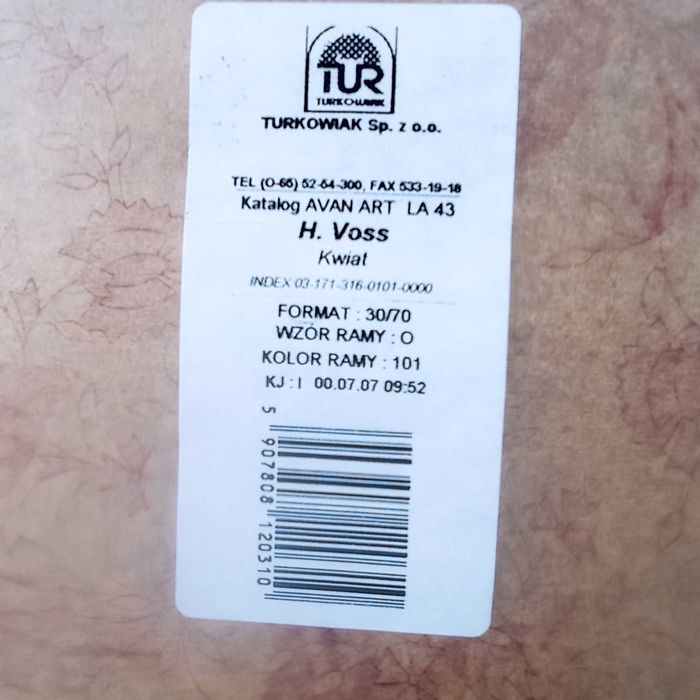 TUR
TURKOWIAK
TURKOWIAK Sp. z o.o.
TEL (0-65) 52-54-300, FAX 533-19-18
Katalog AVAN ART LA 43
H. Voss
Kwiat
INDEX 03-171-316-0101-0000
FORMAT : 30/70
WZÓR RAMY : O
KOLOR RAMY : 101
KJ : I 00.07.07 09:52
5 907808 120310